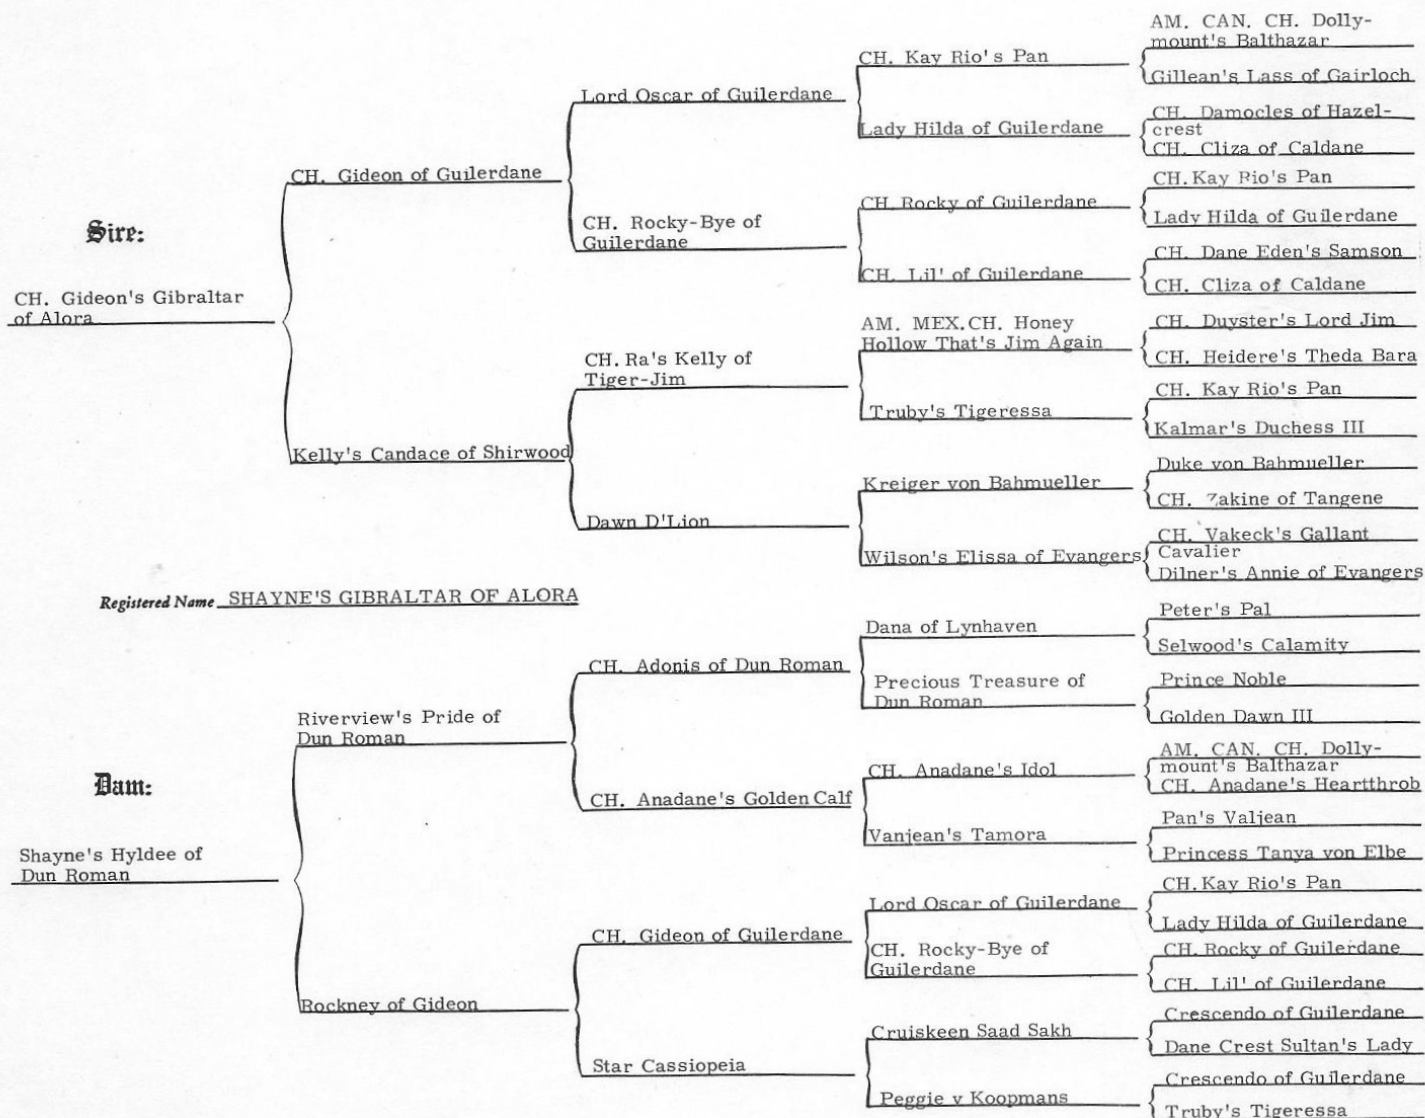 AM. CAN. CH. Dolly-
mount's Balthazar
CH. Kay Rio's Pan
Gillean's Lass of Gairloch
Lord Oscar of Guilerdane
CH. Damocles of Hazel-
crest
Lady Hilda of Guilerdane
CH. Cliza of Caldane
CH. Gideon of Guilerdane
CH. Kay Rio's Pan
CH. Rocky of Guilerdane
Lady Hilda of Guilerdane
CH. Rocky-Bye of
Guilerdane
CH. Dane Eden's Samson
CH. Lil' of Guilerdane
CH. Cliza of Caldane
Sire:
CH. Gideon's Gibraltar
of Alora
AM. MEX. CH. Honey
Hollow That's Jim Again
CH. Duyster's Lord Jim
CH. Heidere's Theda Bara
CH. Ra's Kelly of
Tiger-Jim
CH. Kay Rio's Pan
Truby's Tigeressa
Kalmar's Duchess III
Kelly's Candace of Shirwood
Duke von Bahmueller
Kreiger von Bahmueller
CH. Zakine of Tangene
Dawn D'Lion
CH. Vakeck's Gallant
Cavalier
Wilson's Elissa of Evangers
Dilner's Annie of Evangers
Registered Name SHAYNE'S GIBRALTAR OF ALORA
Peter's Pal
Dana of Lynhaven
Selwood's Calamity
CH. Adonis of Dun Roman
Prince Noble
Precious Treasure of
Dun Roman
Golden Dawn III
Riverview's Pride of
Dun Roman
AM. CAN. CH. Dolly-
mount's Balthazar
CH. Anadane's Idol
CH. Anadane's Heartthrob
CH. Anadane's Golden Calf
Pan's Valjean
Vanjean's Tamora
Princess Tanya von Elbe
Dam:
Shayne's Hyldee of
Dun Roman
CH. Kay Rio's Pan
Lord Oscar of Guilerdane
Lady Hilda of Guilerdane
CH. Gideon of Guilerdane
CH. Rocky-Bye of
Guilerdane
CH. Rocky of Guilerdane
CH. Lil' of Guilerdane
Rockney of Gideon
Crescendo of Guilerdane
Cruiskeen Saad Sakh
Dane Crest Sultan's Lady
Star Cassiopeia
Crescendo of Guilerdane
Peggie v Koopmans
Truby's Tigeressa